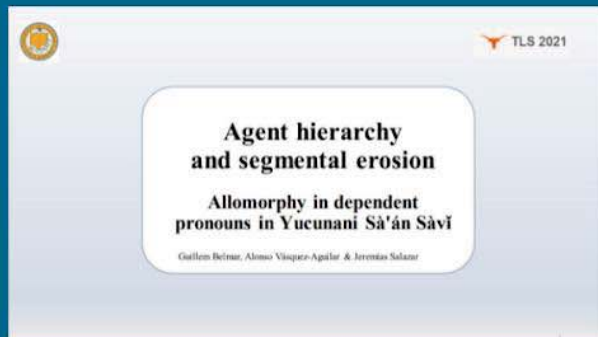 TLS 2021
Agent hierarchy
and segmental erosion
Allomorphy in dependent
pronouns in Yucunani Sà'án Sàvǐ
Guillem Belmar, Alonso Vásquez-Aguilar & Jeremías Salazar